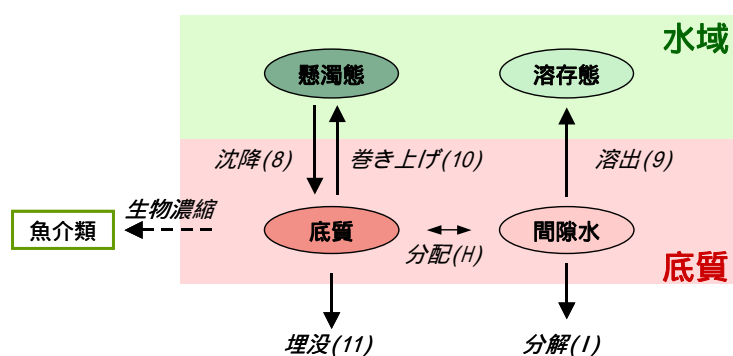 水域
懸濁態
溶存態
沈降(8)
巻き上げ(10)
溶出(9)
生物濃縮
魚介類
底質
間隙水
分配(H)
底質
埋没(11)
分解(I)